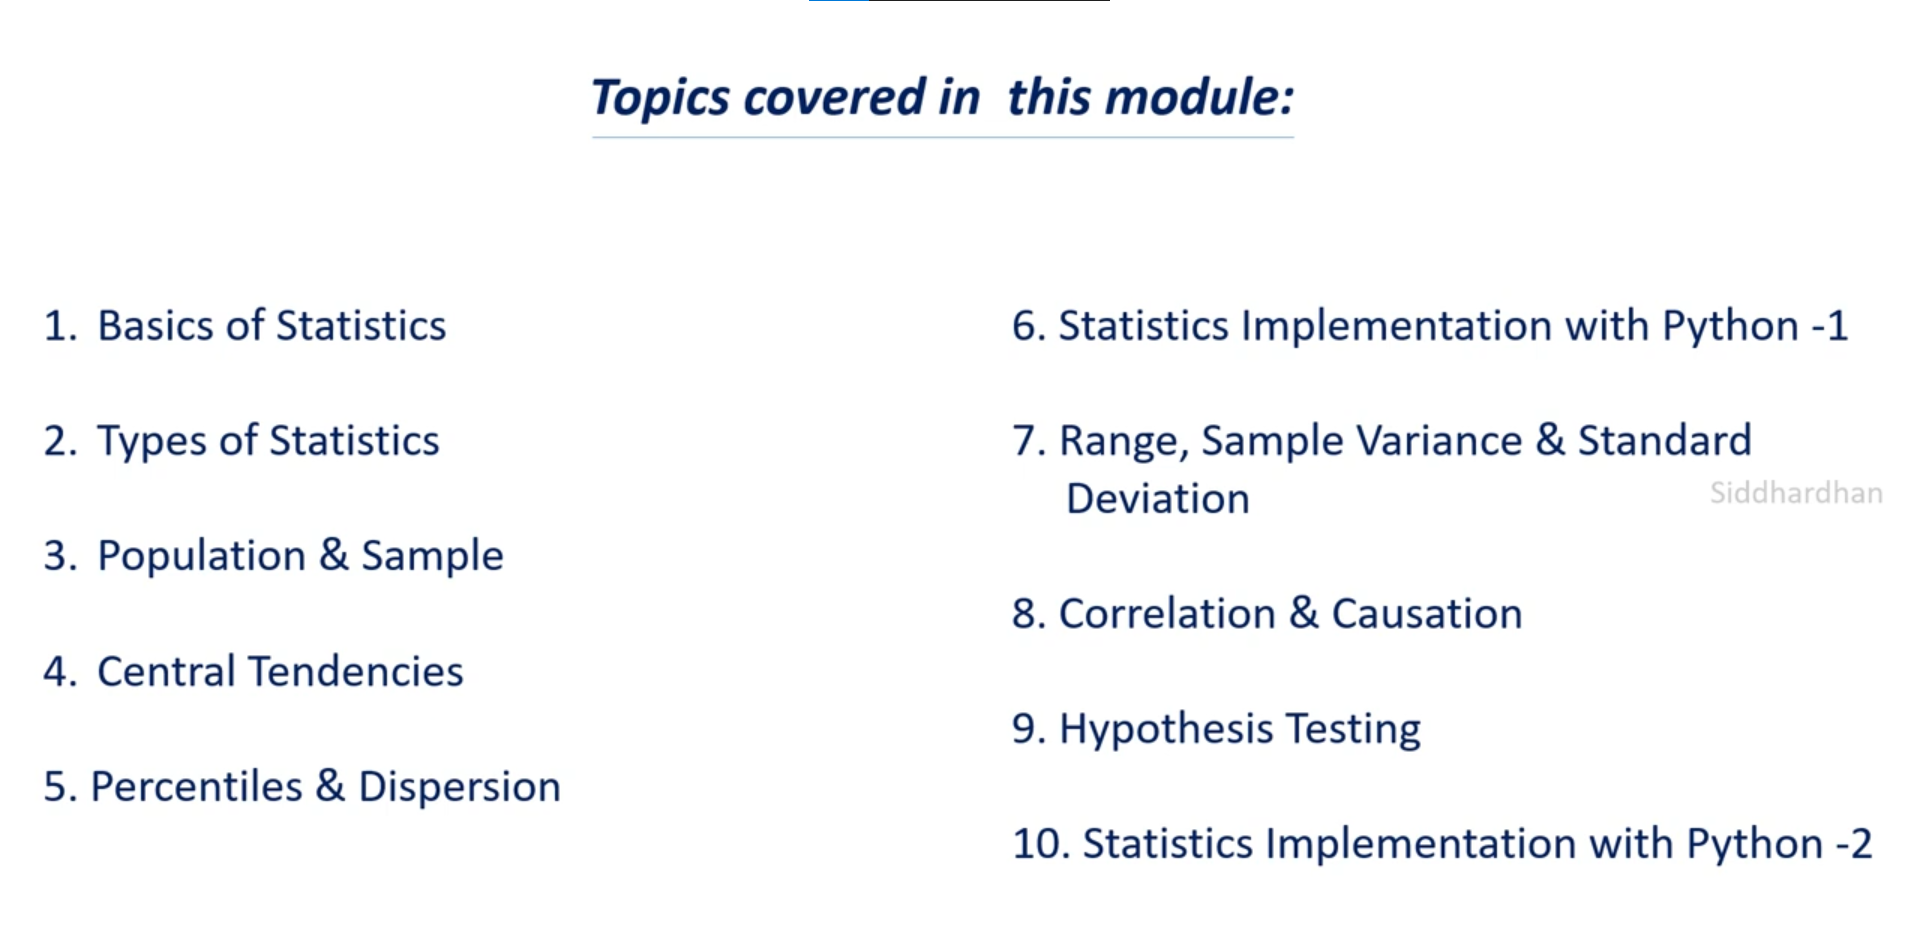 Topics covered in this module:
1. Basics of Statistics
2. Types of Statistics
3. Population & Sample
4. Central Tendencies
5. Percentiles & Dispersion
6. Statistics Implementation with Python -1
7. Range, Sample Variance & Standard
Deviation
Siddhardhan
8. Correlation & Causation
9. Hypothesis Testing
10. Statistics Implementation with Python -2